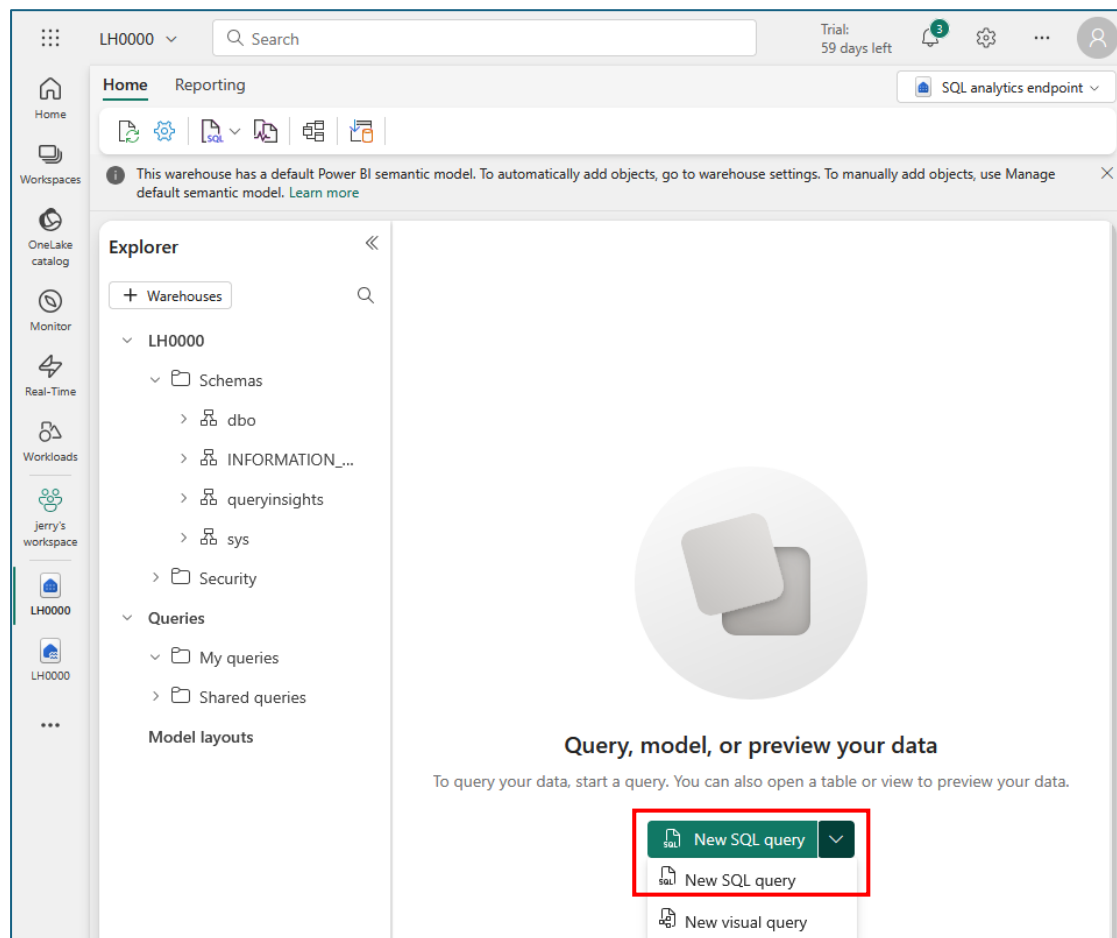 LH0000
Search
Trial:
59 days left
3
Home
Reporting
SQL analytics endpoint
SQL
This warehouse has a default Power BI semantic model. To automatically add objects, go to warehouse settings. To manually add objects, use Manage
default semantic model. Learn more
Home
Workspaces
OneLake
catalog
Monitor
Real-Time
Workloads
jerry's
workspace
LH0000
LH0000
Explorer
+ Warehouses
LH0000
Schemas
dbo
INFORMATION_...
queryinsights
sys
Security
Queries
My queries
Shared queries
Model layouts
Query, model, or preview your data
To query your data, start a query. You can also open a table or view to preview your data.
SQL New SQL query
SQL New SQL query
New visual query